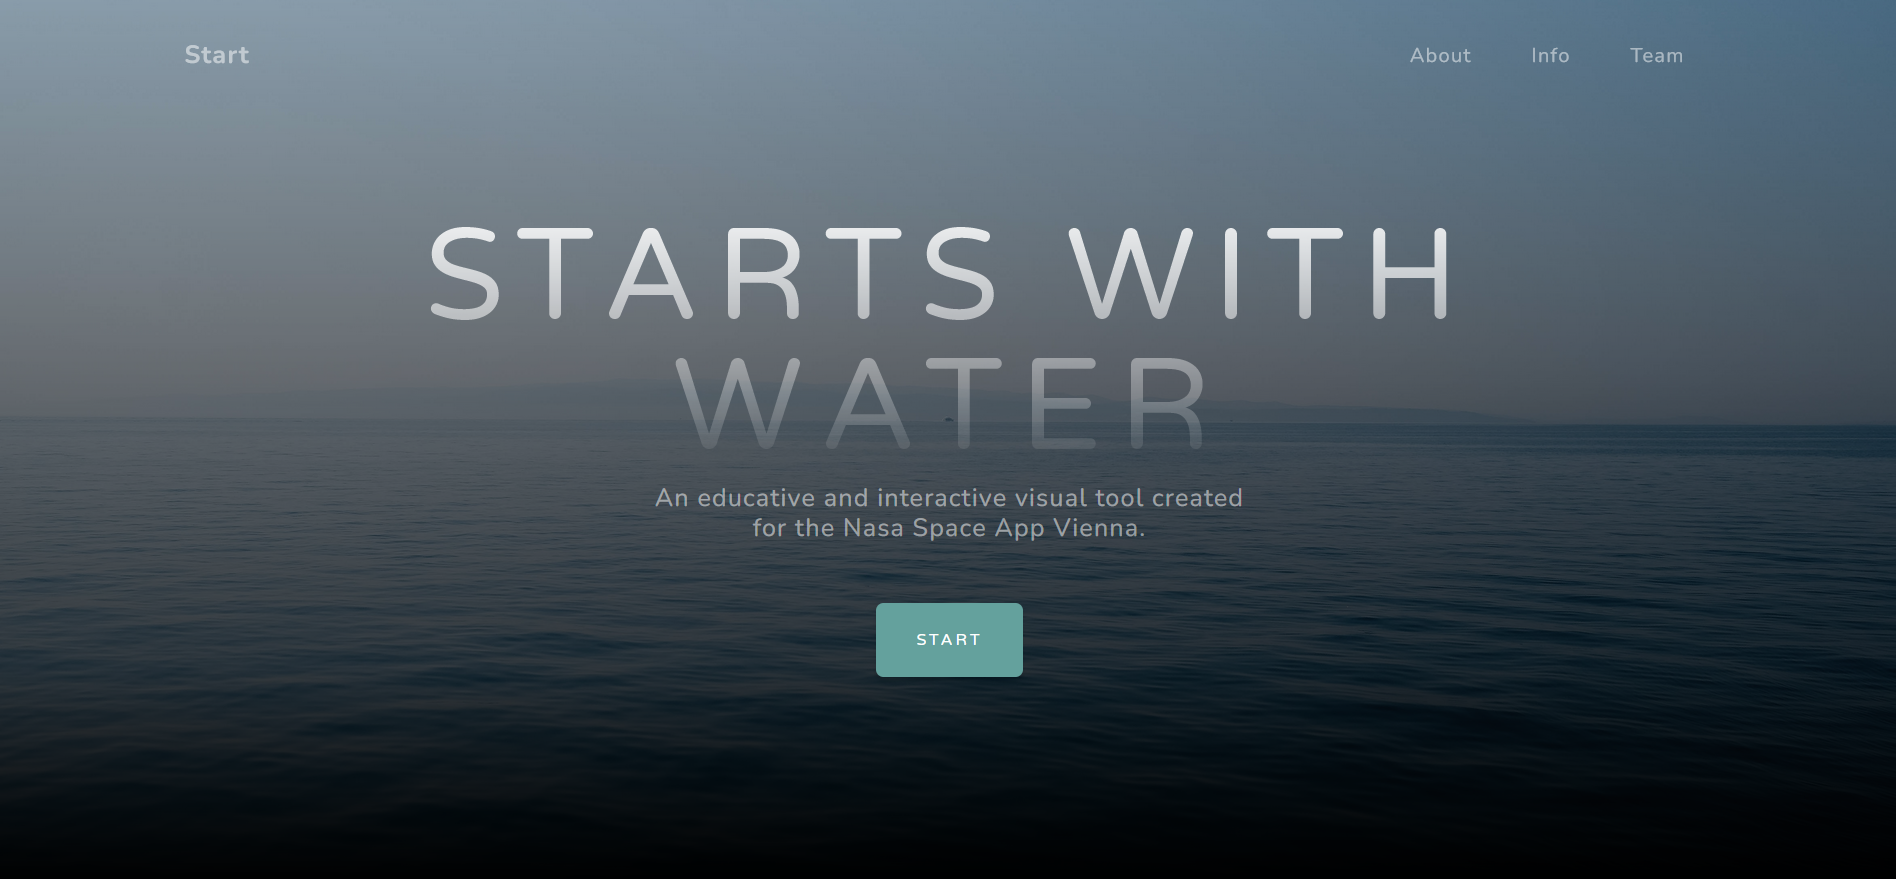 Start
About
Info
Team
STARTS WITH
WATER
An educative and interactive visual tool created
for the Nasa Space App Vienna.
START